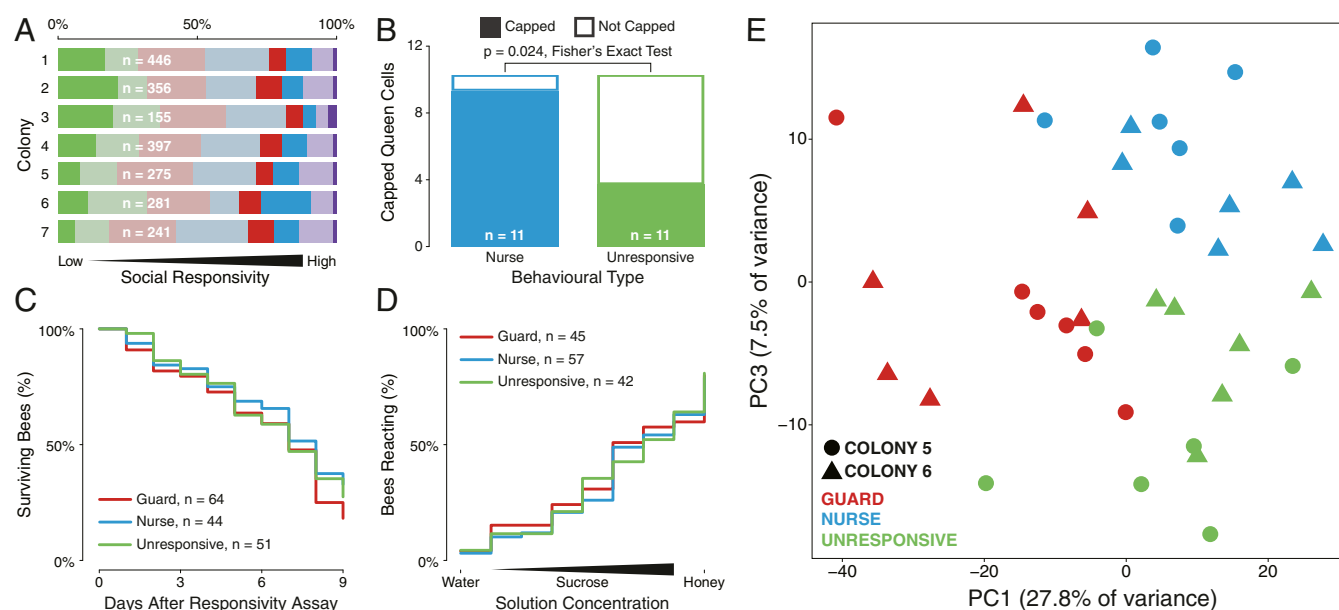 A
0%
50%
100%
Colony
1
n = 446
2
n = 356
3
n = 155
4
n = 397
5
n = 275
6
n = 281
7
n = 241
Low
High
Social Responsivity
B
Capped
Not Capped
p = 0.024, Fisher's Exact Test
Capped Queen Cells
12
8
4
0
n = 11
n = 11
Nurse
Unresponsive
Behavioural Type
C
Surviving Bees (%)
100%
50%
0%
Guard, n = 64
Nurse, n = 44
Unresponsive, n = 51
0
3
6
9
Days After Responsivity Assay
D
Bees Reacting (%)
100%
50%
0%
Guard, n = 45
Nurse, n = 57
Unresponsive, n = 42
Water
Sucrose
Honey
Solution Concentration
E
PC3 (7.5% of variance)
10
0
−10
COLONY 5
COLONY 6
GUARD
NURSE
UNRESPONSIVE
−40
−20
0
20
PC1 (27.8% of variance)